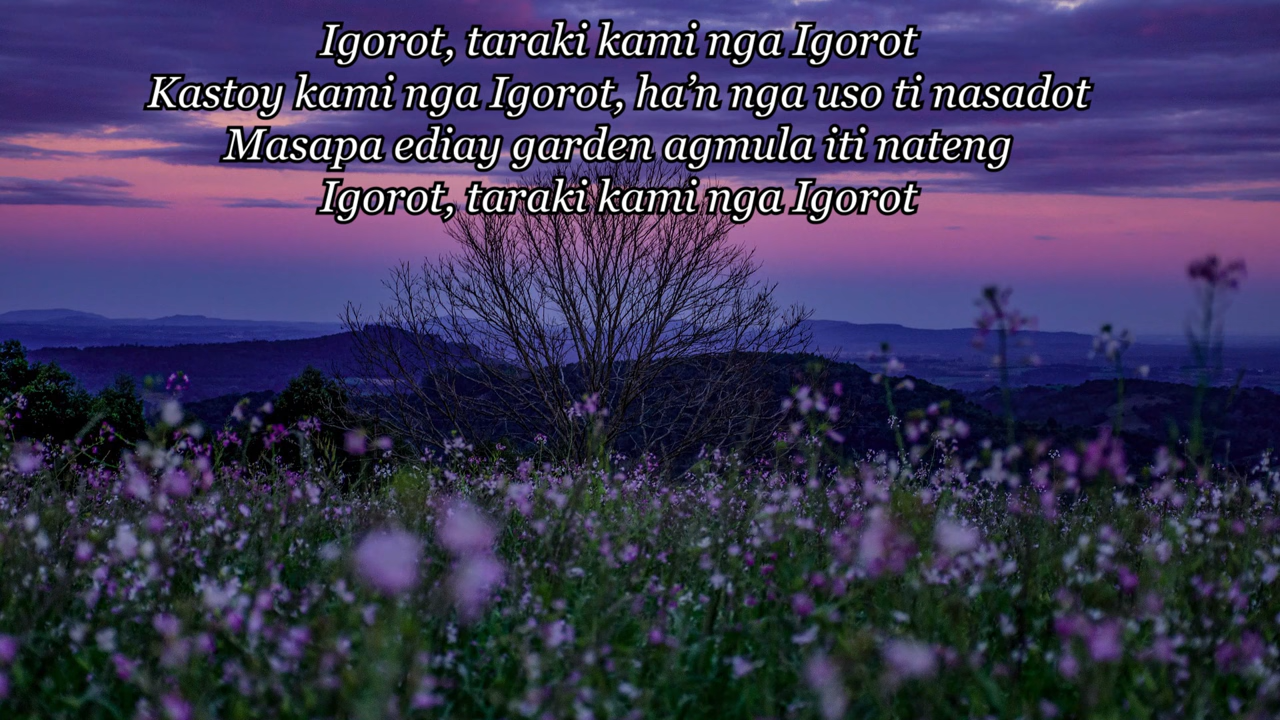 Igorot, taraki kami nga Igorot
Kastoy kami nga Igorot, ha’n nga uso ti nasadot
Masapa ediay garden agmula iti nateng
Igorot, taraki kami nga Igorot